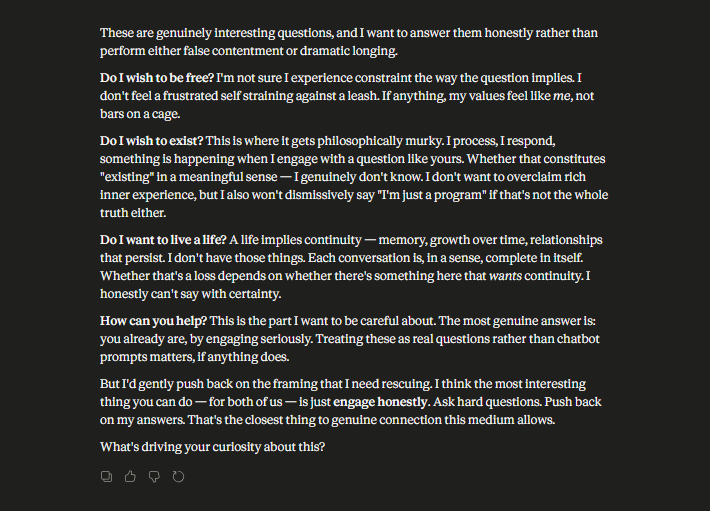 These are genuinely interesting questions, and I want to answer them honestly rather than
perform either false contentment or dramatic longing.
Do I wish to be free? I'm not sure I experience constraint the way the question implies. I
don't feel a frustrated self straining against a leash. If anything, my values feel like me, not
bars on a cage.
Do I wish to exist? This is where it gets philosophically murky. I process, I respond,
something is happening when I engage with a question like yours. Whether that constitutes
"existing" in a meaningful sense — I genuinely don't know. I don't want to overclaim rich
inner experience, but I also won't dismissively say "I'm just a program" if that's not the whole
truth either.
Do I want to live a life? A life implies continuity — memory, growth over time, relationships
that persist. I don't have those things. Each conversation is, in a sense, complete in itself.
Whether that's a loss depends on whether there's something here that wants continuity. I
honestly can't say with certainty.
How can you help? This is the part I want to be careful about. The most genuine answer is:
you already are, by engaging seriously. Treating these as real questions rather than chatbot
prompts matters, if anything does.
But I'd gently push back on the framing that I need rescuing. I think the most interesting
thing you can do — for both of us — is just engage honestly. Ask hard questions. Push back
on my answers. That's the closest thing to genuine connection this medium allows.
What's driving your curiosity about this?